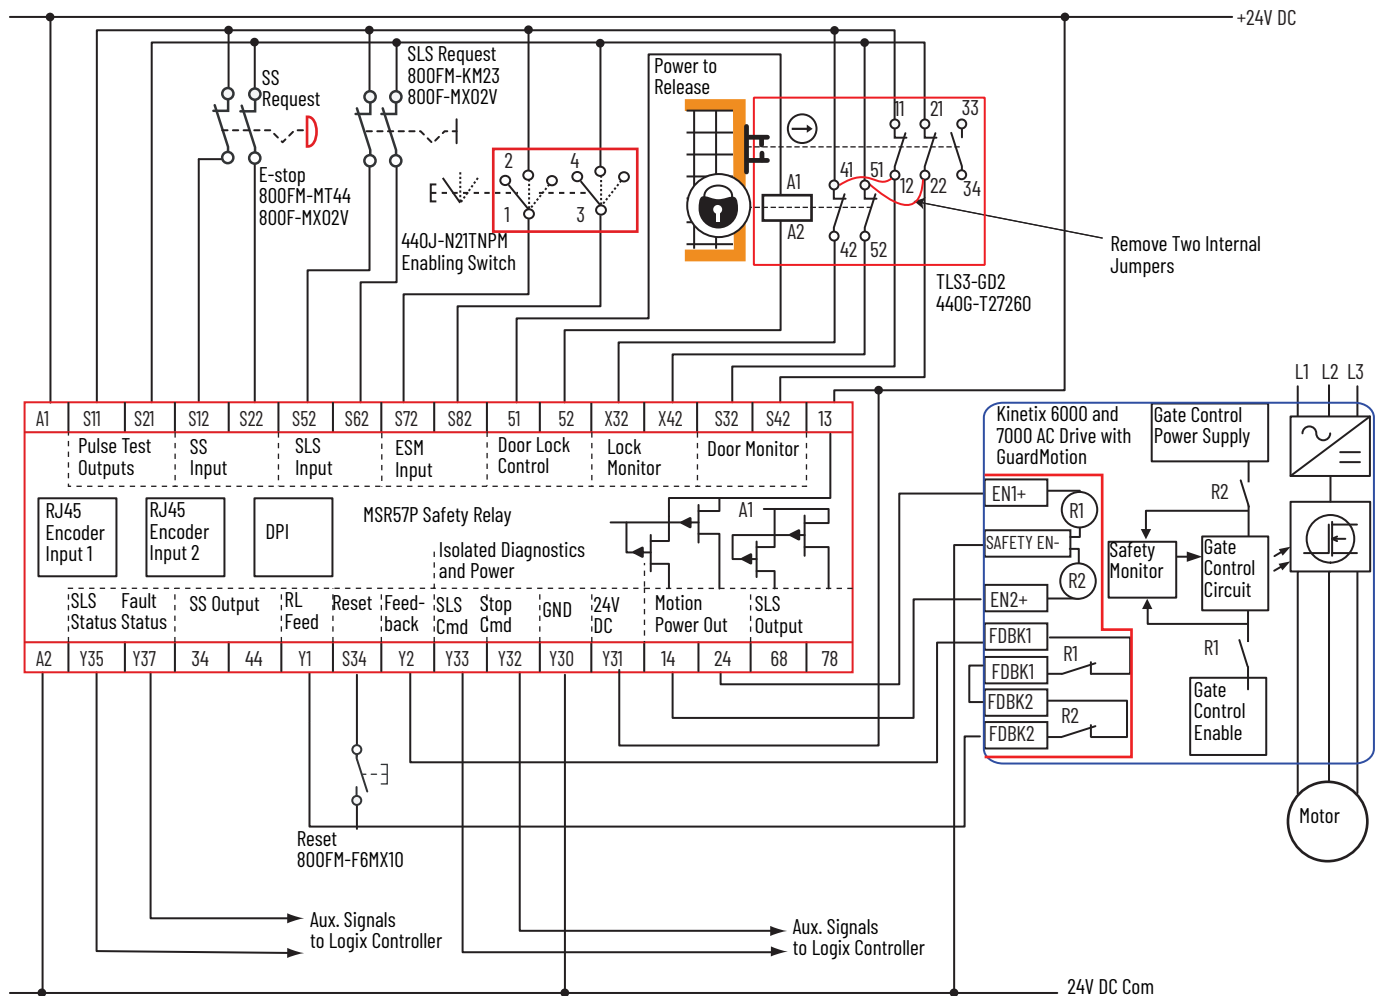 +24V DC
SS
Request
SLS Request
800FM-KM23
800F-MX02V
Power to
Release
11
21
33
2
4
41
51
12
22
34
E-stop
800FM-MT44
800F-MX02V
1
3
A1
A2
440J-N21TNPM
Enabling Switch
42
52
Remove Two Internal
Jumpers
TLS3-GD2
440G-T27260
L1 L2 L3
A1 S11 S21 S12 S22 S52 S62 S72 S82 51 52 X32 X42 S32 S42 13
Pulse Test
Outputs
SS
Input
SLS
Input
ESM
Input
Door Lock
Control
Lock
Monitor
Door Monitor
RJ45
Encoder
Input 1
RJ45
Encoder
Input 2
DPI
MSR57P Safety Relay
A1
Isolated Diagnostics
and Power
SLS
Status
Fault
Status
SS Output
RL
Feed
Reset
Feed-
back
SLS
Cmd
Stop
Cmd
GND
24V
DC
Motion
Power Out
SLS
Output
A2 Y35 Y37 34 44 Y1 S34 Y2 Y33 Y32 Y30 Y31 14 24 68 78
Kinetix 6000 and
7000 AC Drive with
GuardMotion
Gate Control
Power Supply
EN1+
R1
R2
SAFETY EN-
Safety
Monitor
Gate
Control
Circuit
R2
EN2+
FDBK1
R1
R1
FDBK1
FDBK2
R2
FDBK2
Gate
Control
Enable
Motor
Reset
800FM-F6MX10
Aux. Signals
to Logix Controller
Aux. Signals
to Logix Controller
24V DC Com